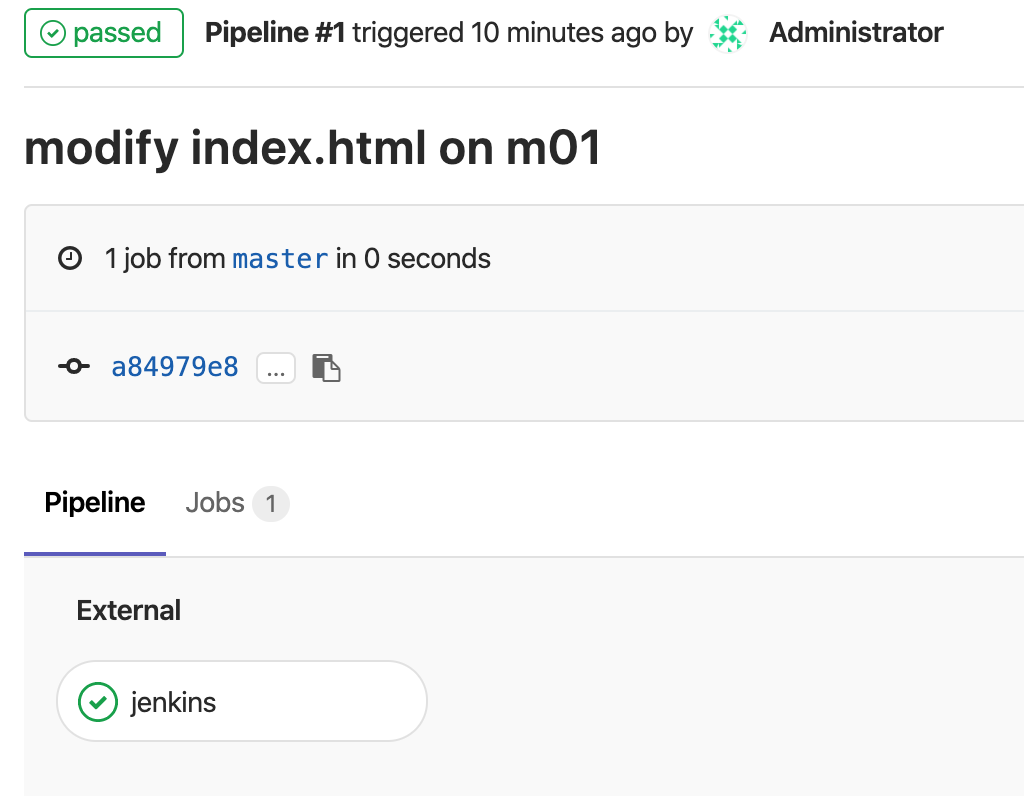 passed Pipeline #1 triggered 10 minutes ago by Administrator
modify index.html on m01
1 job from master in 0 seconds
a84979e8 ...
Pipeline Jobs 1
External
jenkins